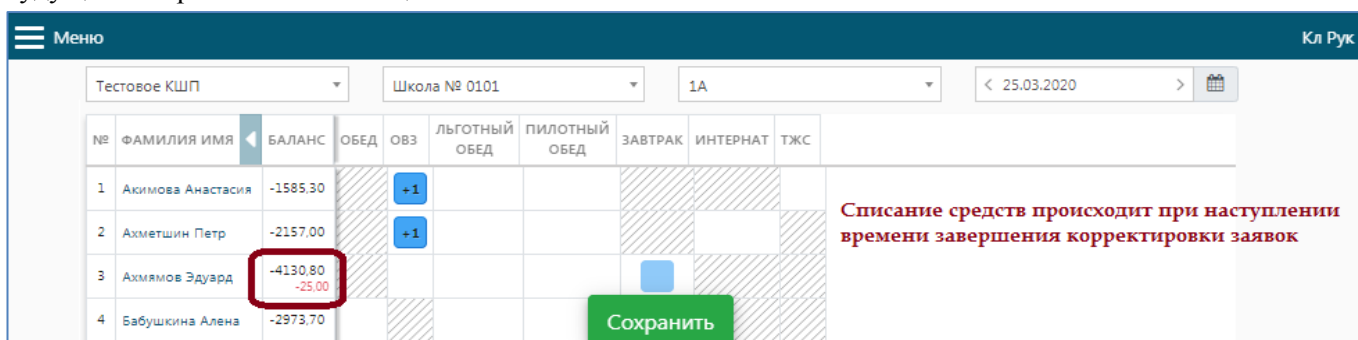 Меню Кл Рук
Тестовое КШП Школа № 0101 1А < 25.03.2020 >
№ ФАМИЛИЯ ИМЯ БАЛАНС ОБЕД ОВЗ ЛЬГОТНЫЙ ОБЕД ПИЛОТНЫЙ ОБЕД ЗАВТРАК ИНТЕРНАТ ТЖС
1 Акимова Анастасия -1585,30 +1
Списание средств происходит при наступлении
времени завершения корректировки заявок
2 Ахметшин Петр -2157,00 +1
3 Ахмямов Эдуард -4130,80
-25,00
4 Бабушкина Алена -2973,70
Сохранить